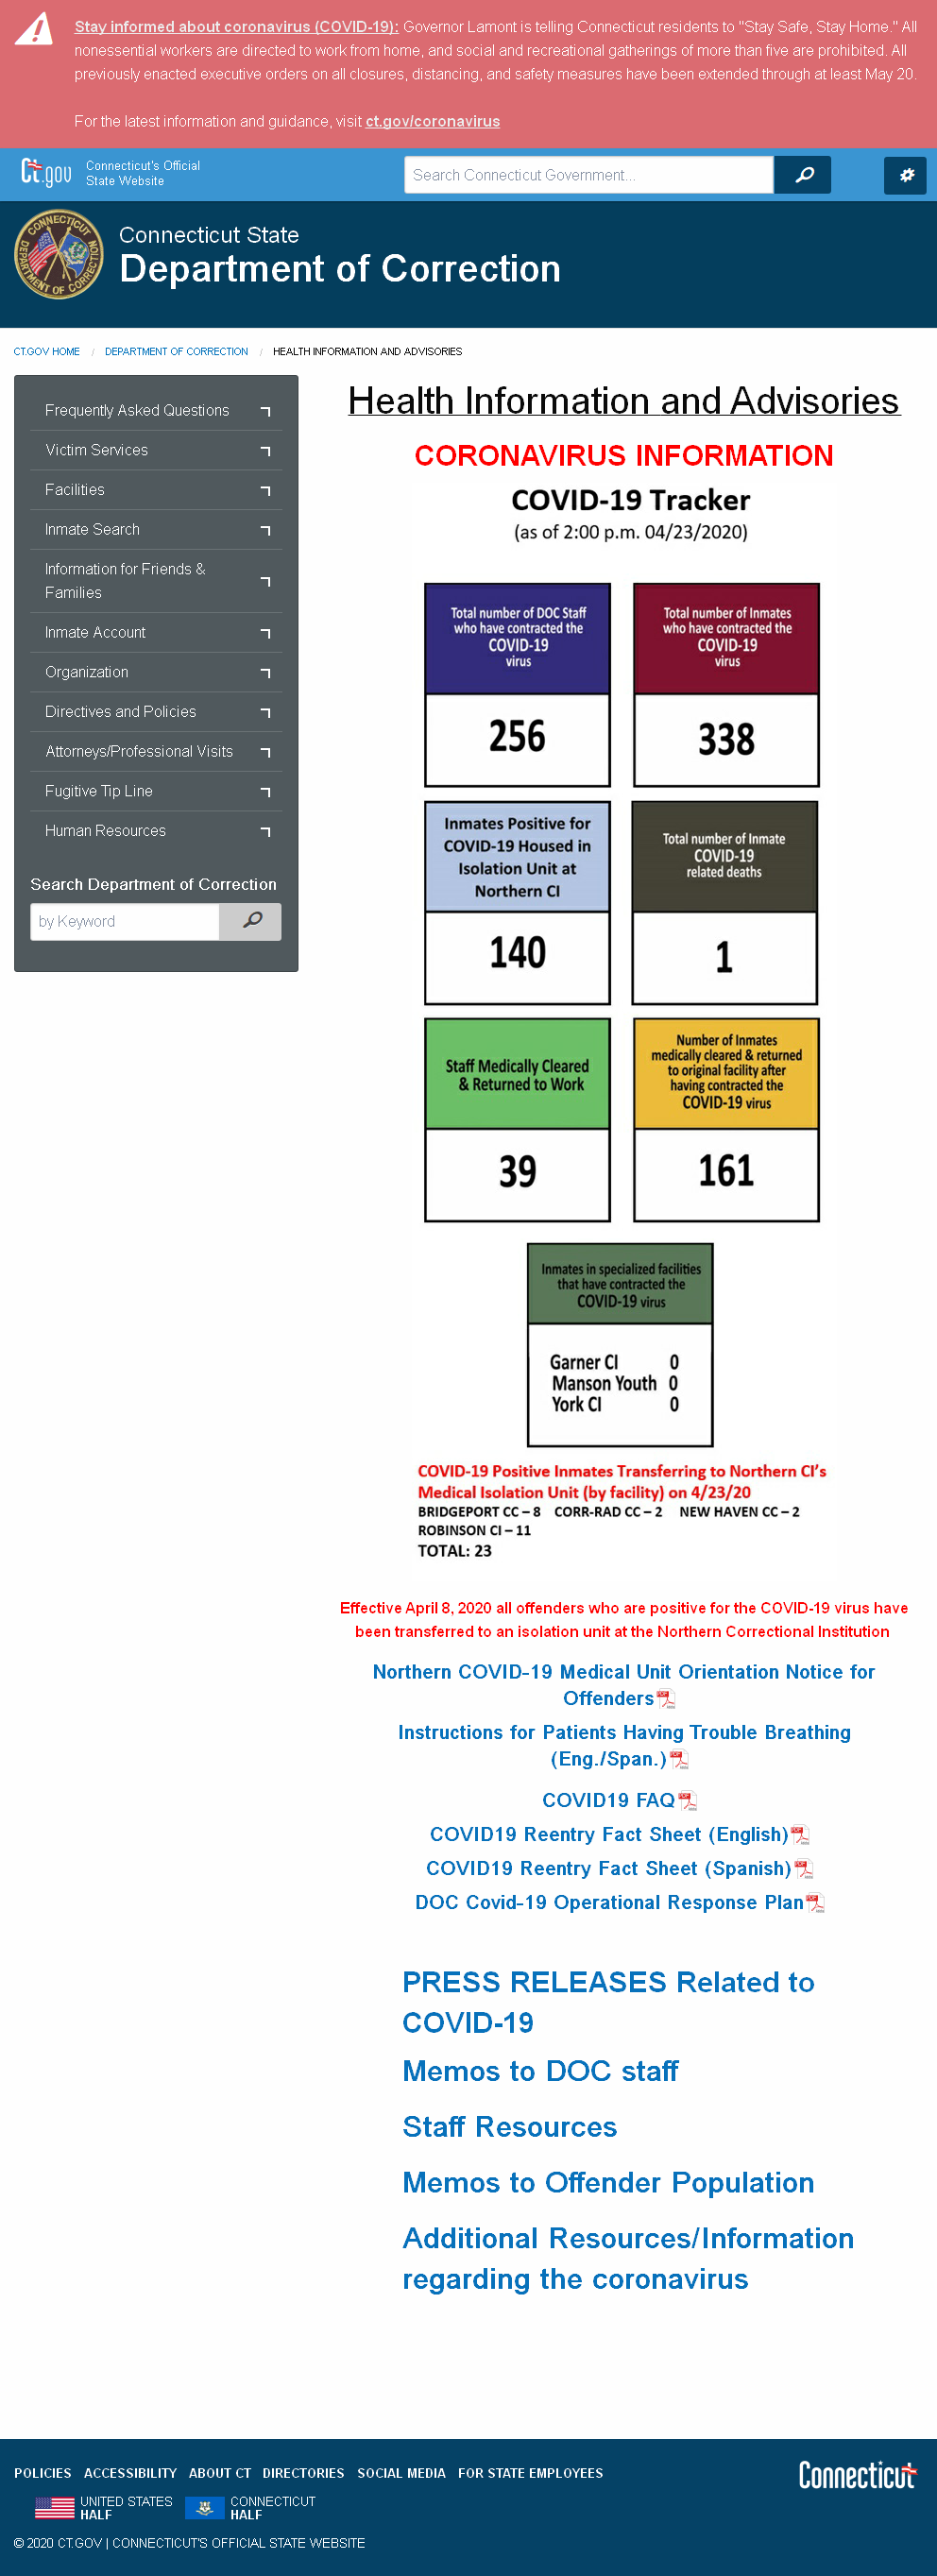 Stay informed about coronavirus (COVID-19): Governor Lamont is telling Connecticut residents to "Stay Safe, Stay Home." All
nonessential workers are directed to work from home, and social and recreational gatherings of more than five are prohibited. All
previously enacted executive orders on all closures, distancing, and safety measures have been extended through at least May 20.
For the latest information and guidance, visit ct.gov/coronavirus
Ct.gov
Connecticut's Official
State Website
Search Connecticut Government...
CONNECTICUT
DEPARTMENT OF CORRECTION
Connecticut State
Department of Correction
CT.GOV HOME / DEPARTMENT OF CORRECTION / HEALTH INFORMATION AND ADVISORIES
Frequently Asked Questions
Victim Services
Facilities
Inmate Search
Information for Friends &
Families
Inmate Account
Organization
Directives and Policies
Attorneys/Professional Visits
Fugitive Tip Line
Human Resources
Search Department of Correction
by Keyword
Health Information and Advisories
CORONAVIRUS INFORMATION
COVID-19 Tracker
(as of 2:00 p.m. 04/23/2020)
Total number of DOC Staff
who have contracted the
COVID-19
virus
256
Total number of Inmates
who have contracted the
COVID-19
virus
338
Inmates Positive for
COVID-19 Housed in
Isolation Unit at
Northern CI
140
Total number of Inmate
COVID-19
related deaths
1
Staff Medically Cleared
& Returned to Work
39
Number of Inmates
medically cleared & returned
to original facility after
having contracted the
COVID-19 virus
161
Inmates in specialized facilities
that have contracted the
COVID-19 virus
Garner CI 0
Manson Youth 0
York CI 0
COVID-19 Positive Inmates Transferring to Northern CI's
Medical Isolation Unit (by facility) on 4/23/20
BRIDGEPORT CC – 8 CORR-RAD CC – 2 NEW HAVEN CC – 2
ROBINSON CI – 11
TOTAL: 23
Effective April 8, 2020 all offenders who are positive for the COVID-19 virus have
been transferred to an isolation unit at the Northern Correctional Institution
Northern COVID-19 Medical Unit Orientation Notice for
Offenders
Instructions for Patients Having Trouble Breathing
(Eng./Span.)
COVID19 FAQ
COVID19 Reentry Fact Sheet (English)
COVID19 Reentry Fact Sheet (Spanish)
DOC Covid-19 Operational Response Plan
PRESS RELEASES Related to
COVID-19
Memos to DOC staff
Staff Resources
Memos to Offender Population
Additional Resources/Information
regarding the coronavirus
POLICIES ACCESSIBILITY ABOUT CT DIRECTORIES SOCIAL MEDIA FOR STATE EMPLOYEES
Connecticut
UNITED STATES
HALF
CONNECTICUT
HALF
© 2020 CT.GOV | CONNECTICUT'S OFFICIAL STATE WEBSITE